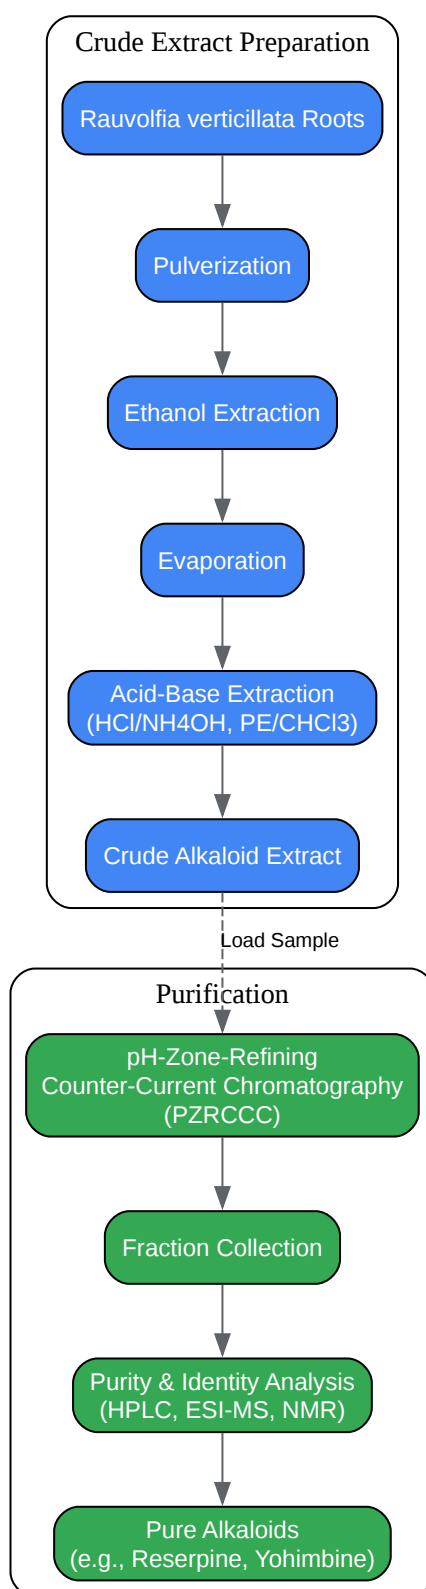 Crude Extract Preparation
Rauvolfia verticillata Roots
Pulverization
Ethanol Extraction
Evaporation
Acid-Base Extraction
(HCl/NH4OH, PE/CHCl3)
Crude Alkaloid Extract
Load Sample
Purification
pH-Zone-Refining
Counter-Current Chromatography
(PZRCCC)
Fraction Collection
Purity & Identity Analysis
(HPLC, ESI-MS, NMR)
Pure Alkaloids
(e.g., Reserpine, Yohimbine)